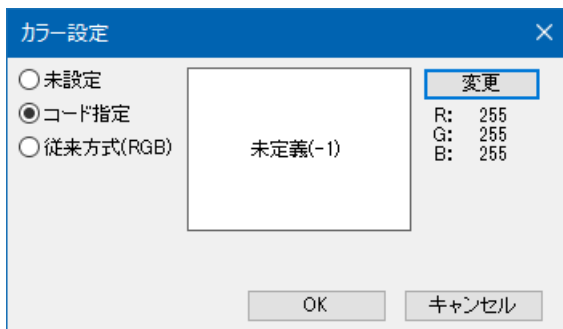 カラー設定
未設定
コード指定
従来方式(RGB)
未定義(-1)
変更
R: 255
G: 255
B: 255
OK
キャンセル